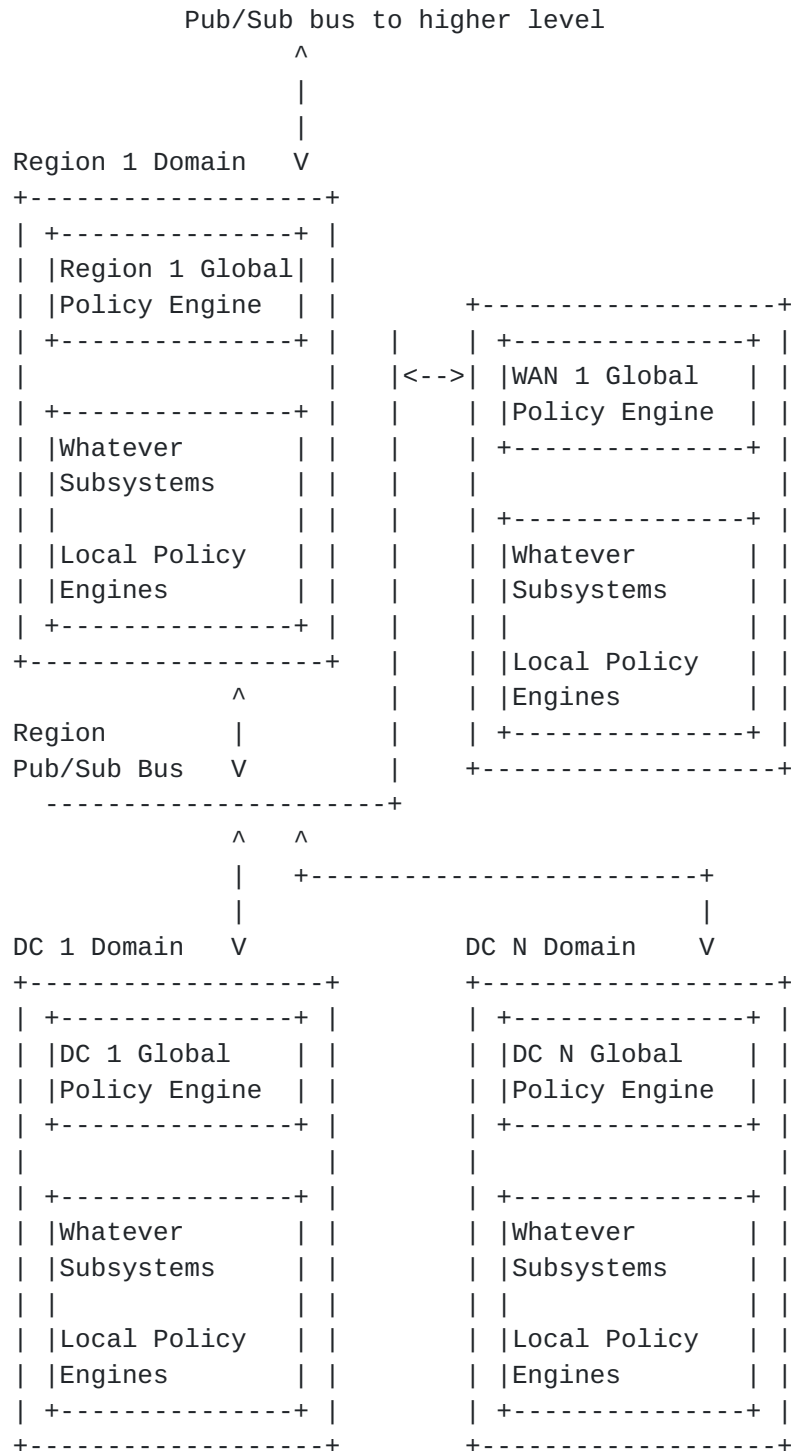 Pub/Sub bus to higher level
Region 1 Domain
Region 1 Global
Policy Engine
Whatever
Subsystems
Local Policy
Engines
WAN 1 Global
Policy Engine
Whatever
Subsystems
Local Policy
Engines
Region
Pub/Sub Bus
DC 1 Domain
DC 1 Global
Policy Engine
Whatever
Subsystems
Local Policy
Engines
DC N Domain
DC N Global
Policy Engine
Whatever
Subsystems
Local Policy
Engines